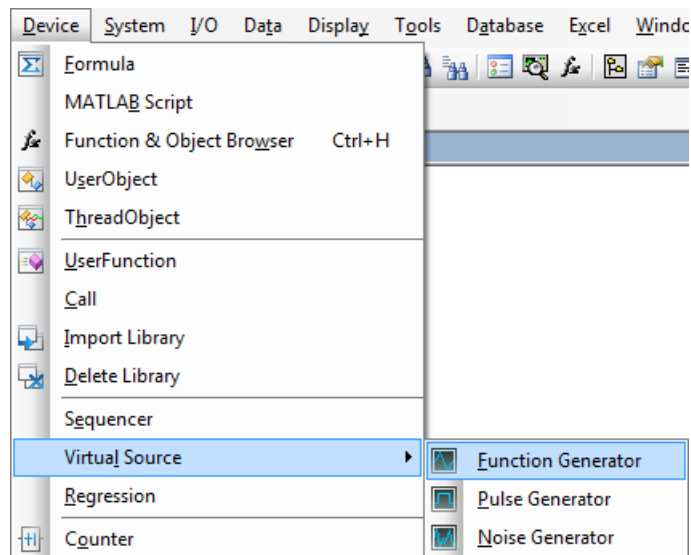 Device System I/O Data Display Tools Database Excel
Formula
MATLAB Script
Function & Object Browser Ctrl+H
UserObject
ThreadObject
UserFunction
Call
Import Library
Delete Library
Sequencer
Virtual Source
Function Generator
Regression
Pulse Generator
Counter
Noise Generator